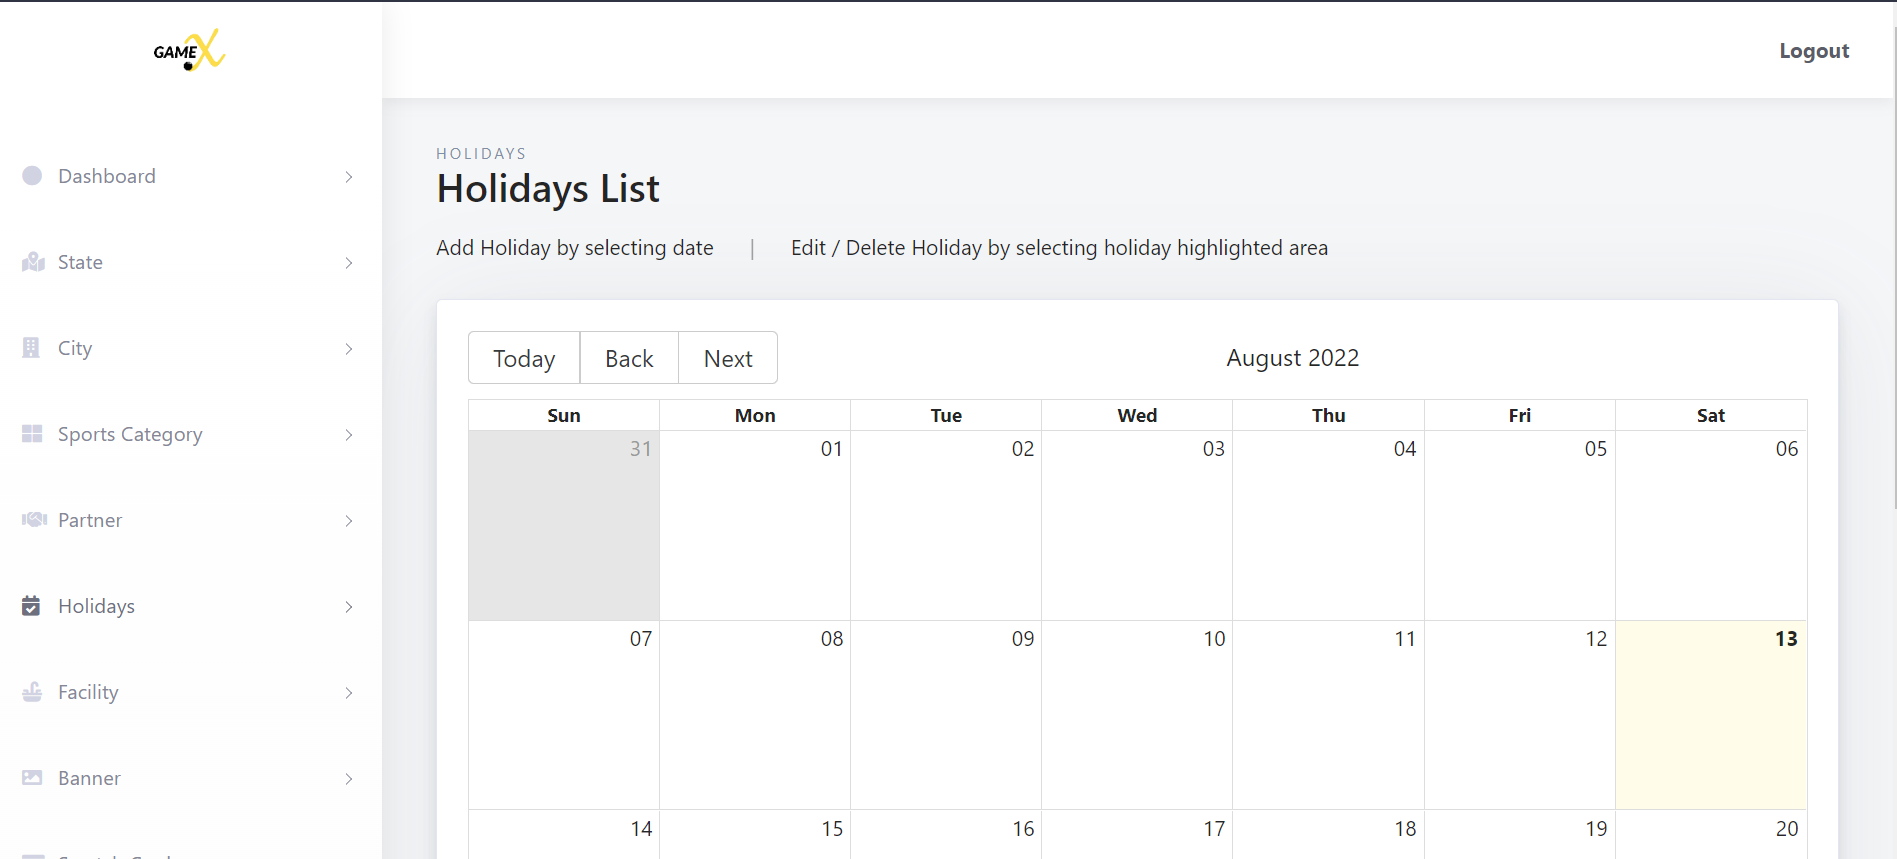 GAME X
Logout
Dashboard
State
City
Sports Category
Partner
Holidays
Facility
Banner
HOLIDAYS
Holidays List
Add Holiday by selecting date | Edit / Delete Holiday by selecting holiday highlighted area
Today Back Next August 2022
Sun Mon Tue Wed Thu Fri Sat
31 01 02 03 04 05 06
07 08 09 10 11 12 13
14 15 16 17 18 19 20